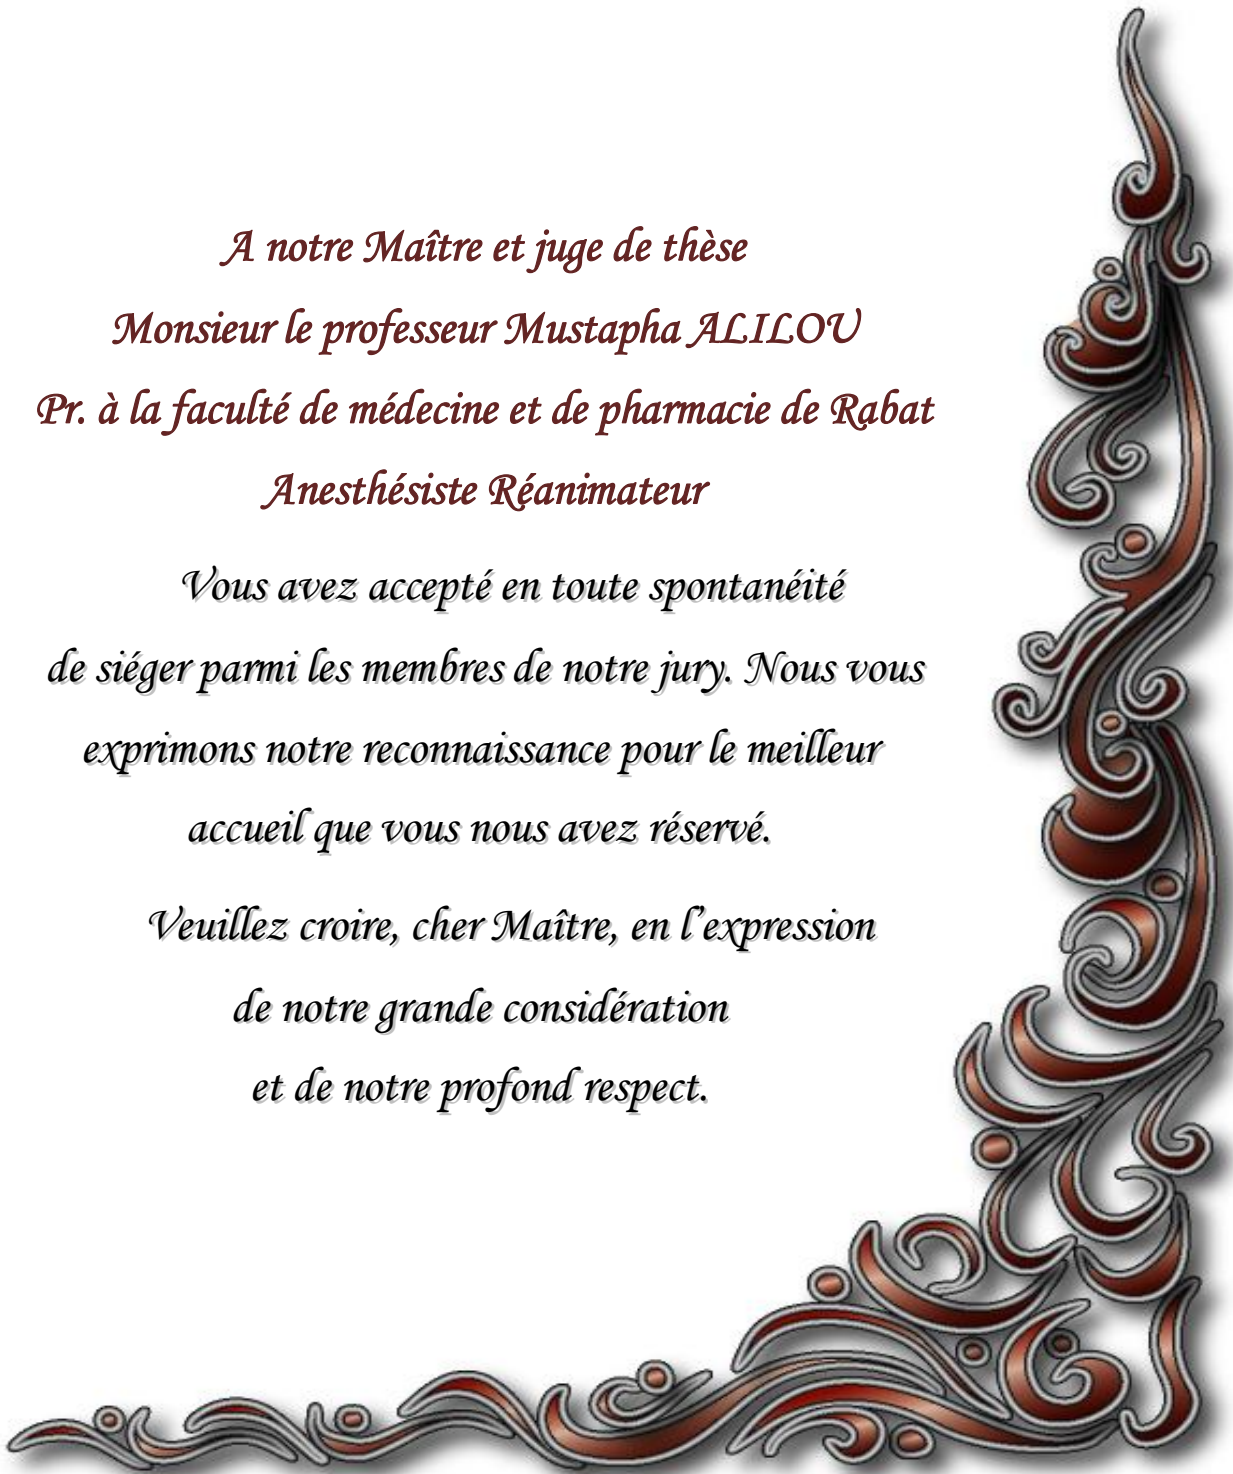 A notre Maître et juge de thèse
Monsieur le professeur Mustapha ALILOU
Pr. à la faculté de médecine et de pharmacie de Rabat
Anesthésiste Réanimateur
Vous avez accepté en toute spontanéité
de siéger parmi les membres de notre jury. Nous vous
exprimons notre reconnaissance pour le meilleur
accueil que vous nous avez réservé.
Veuillez croire, cher Maître, en l’expression
de notre grande considération
et de notre profond respect.